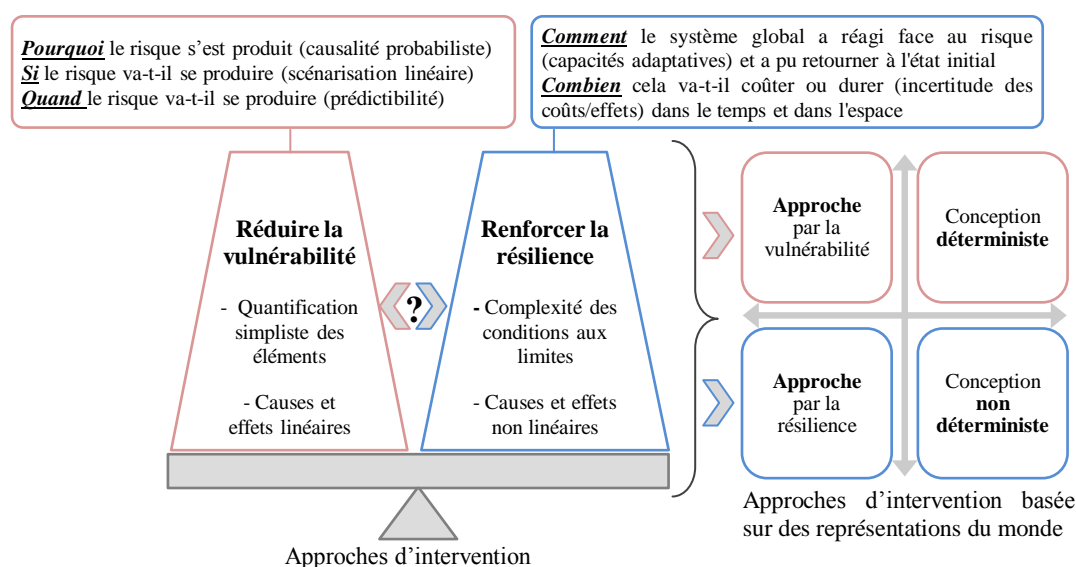 Pourquoi le risque s'est produit (causalité probabiliste)
Si le risque va-t-il se produire (scénarisation linéaire)
Quand le risque va-t-il se produire (prédictibilité)
Comment le système global a réagi face au risque
(capacités adaptatives) et a pu retourner à l'état initial
Combien cela va-t-il coûter ou durer (incertitude des
coûts/effets) dans le temps et dans l'espace
Réduire la
vulnérabilité
- Quantification
simpliste des
éléments
- Causes et
effets linéaires
?
Renforcer la
résilience
- Complexité des
conditions aux
limites
- Causes et effets
non linéaires
Approches d'intervention
Approche
par la
vulnérabilité
Conception
déterministe
Approche
par la
résilience
Conception
non
déterministe
Approches d'intervention basée
sur des représentations du monde